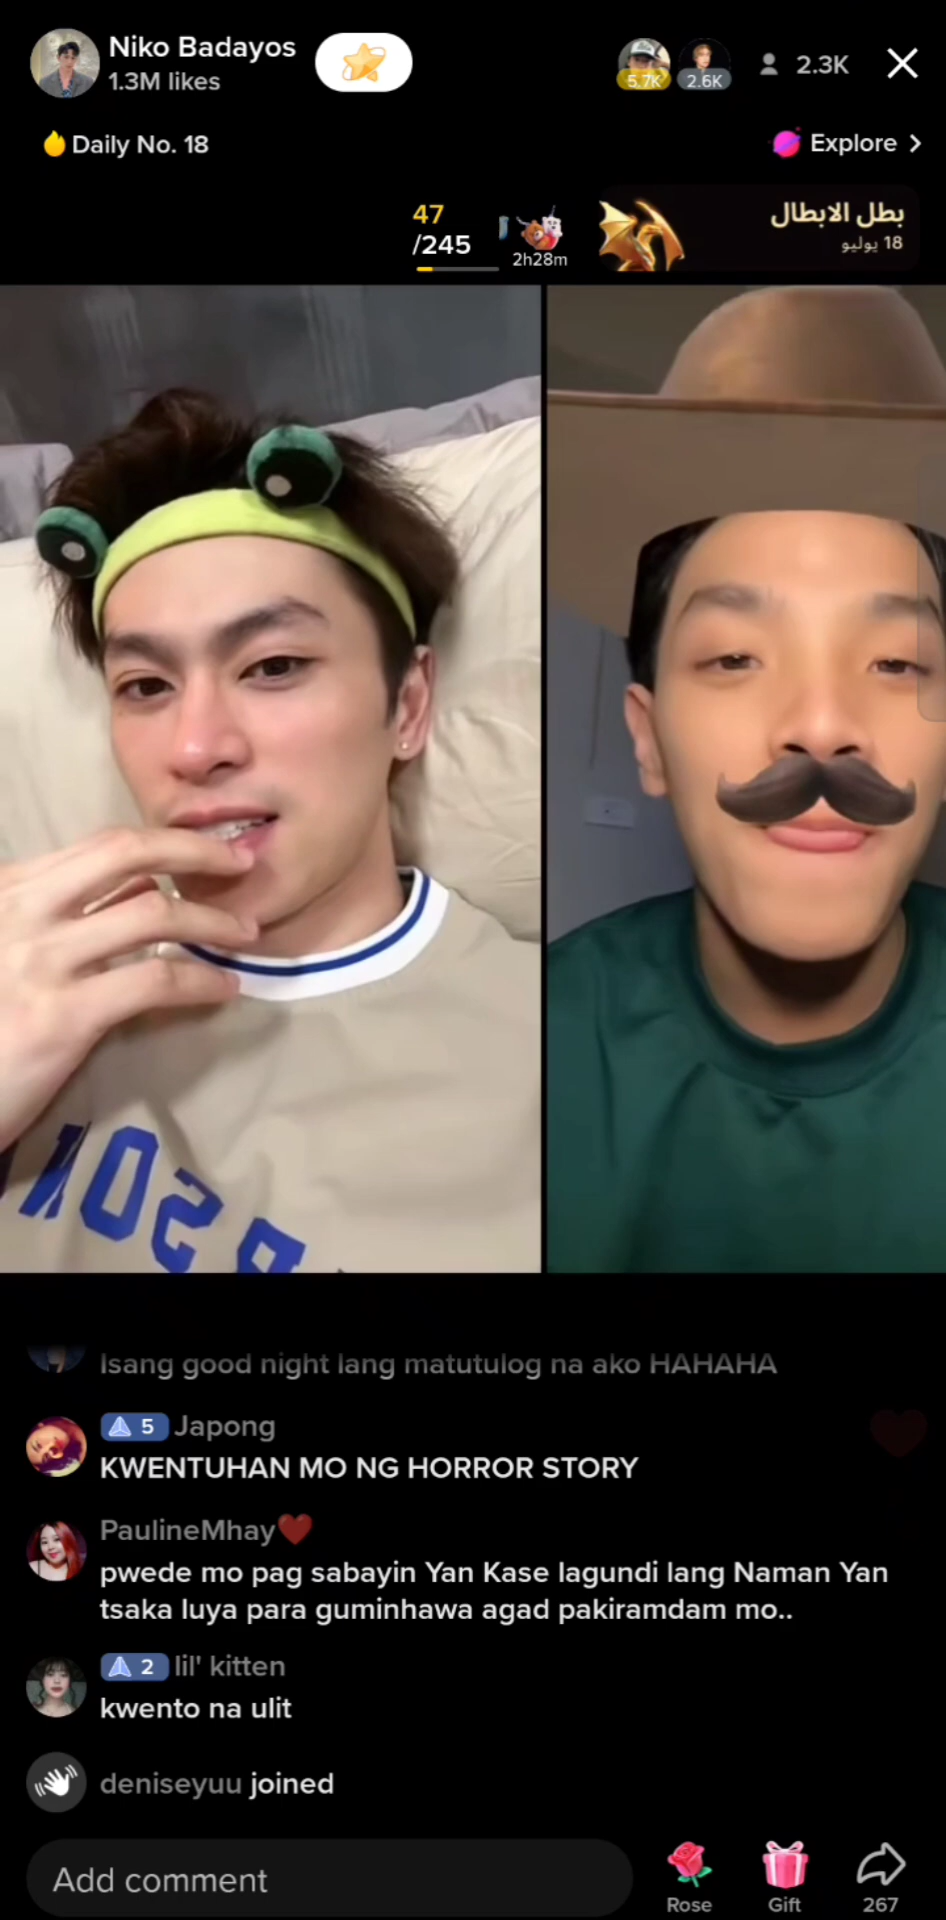 Niko Badayos
1.3M likes
5.7K
2.6K
2.3K
Daily No. 18
Explore >
47
/245
2h28m
بطل الابطال
18 يوليو
Isang good night lang matutulog na ako HAHAHA
5 Japong
KWENTUHAN MO NG HORROR STORY
PaulineMhay❤️
pwede mo pag sabayin Yan Kase lagundi lang Naman Yan
tsaka luya para guminhawa agad pakiramdam mo..
2 lil' kitten
kwento na ulit
deniseyuu joined
Add comment
Rose
Gift
267